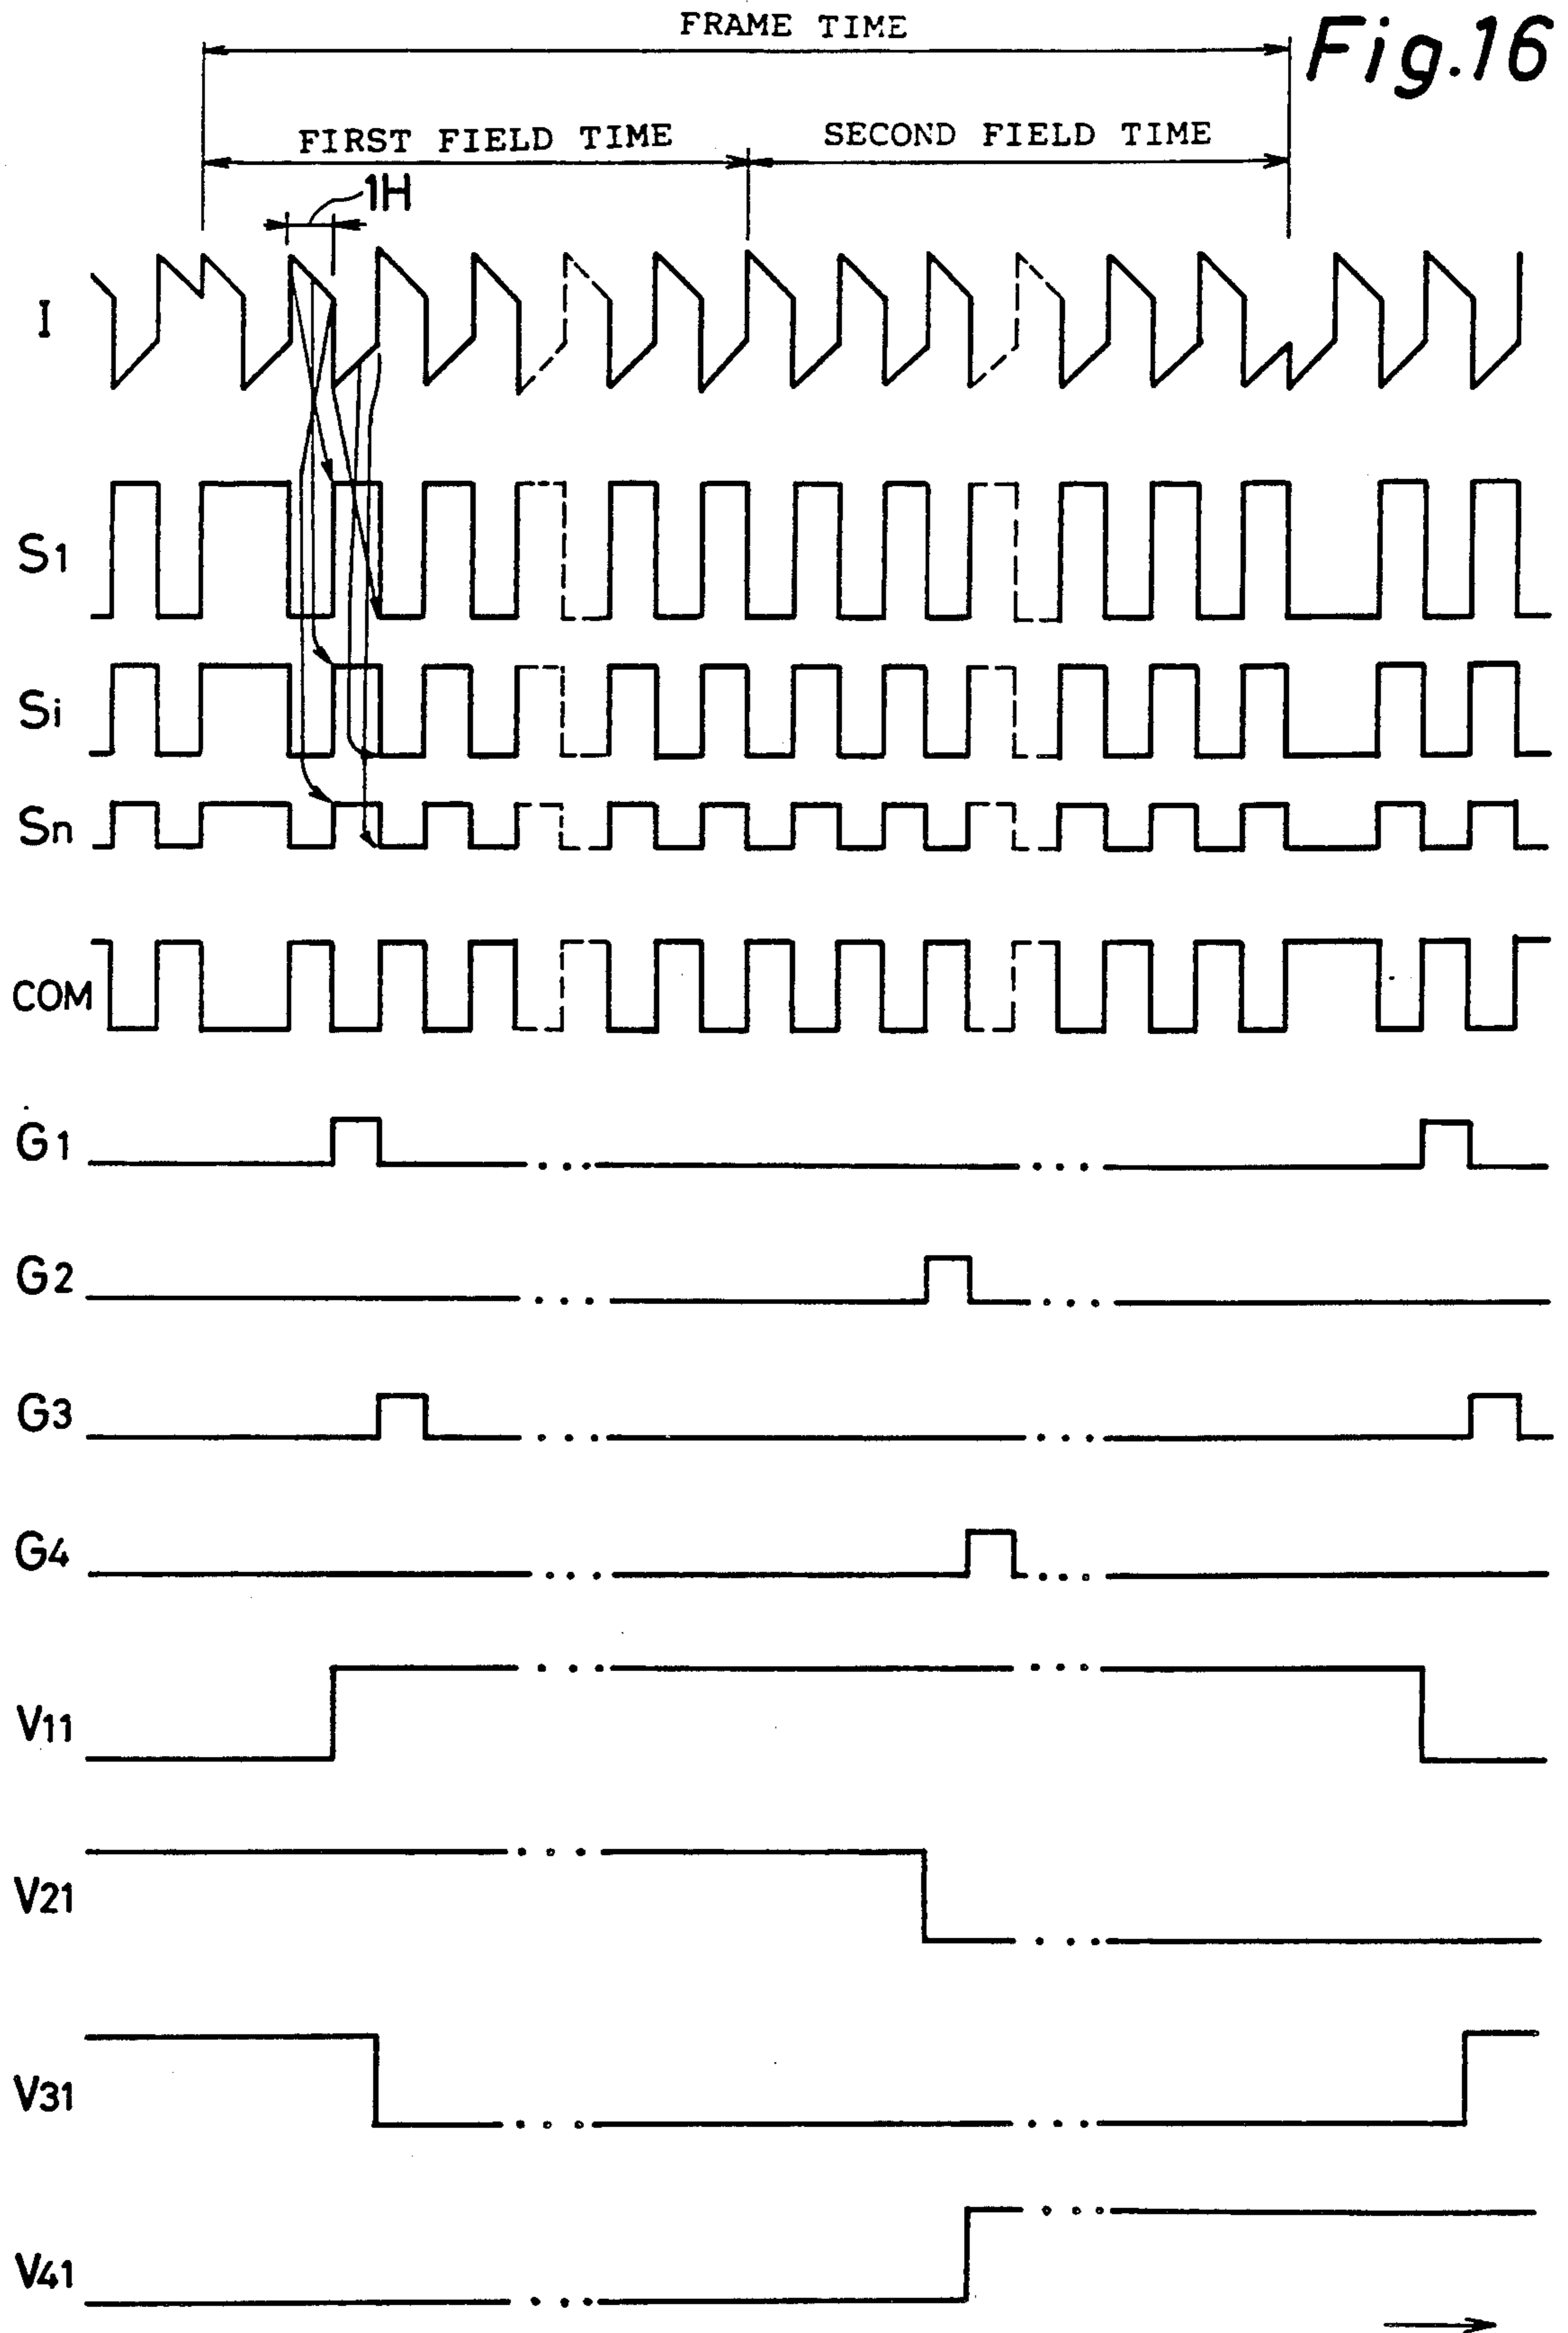 FRAME TIME
Fig.16
FIRST FIELD TIME
SECOND FIELD TIME
1H
I
S1
Si
Sn
COM
G1
G2
G3
G4
V11
V21
V31
V41